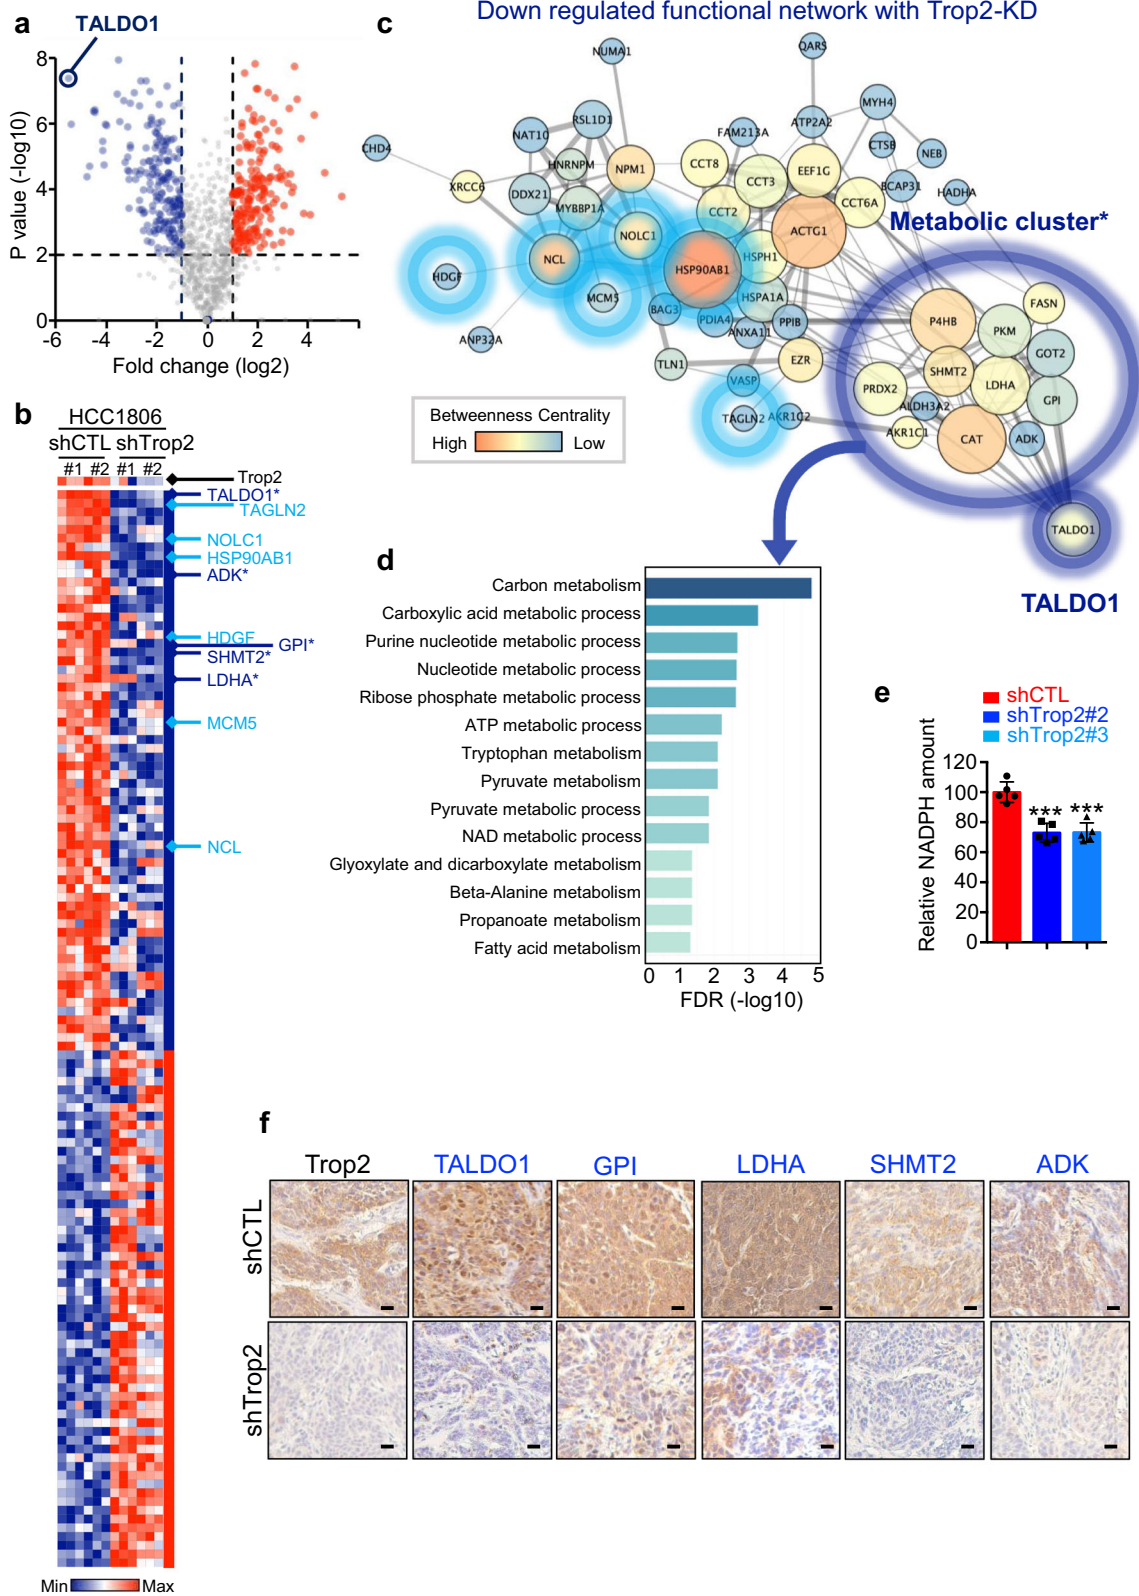 a
TALDO1
P value (-log10)
8
6
4
2
0
-6 -4 -2 0 2 4
Fold change (log2)
c
Down regulated functional network with Trop2-KD
NUMA1
QARS
MYH4
RSL1D1
NAT10
FAM213A
ATP2A2
CTSB
NEB
CHD4
HNRNPM
NPM1
CCT8
CCT3
EEF1G
BCAP31
HADHA
XRCC6
DDX21
MYBBP1A
CCT2
CCT6A
Metabolic cluster*
NOLC1
ACTG1
NCL
HSP90AB1
HSPH1
HDGF
MCM5
HSPA1A
BAG3
PDIA4
PPIB
ANXA11
FASN
P4HB
PKM
GOT2
ANP32A
TLN1
EZR
SHMT2
LDHA
VASP
PRDX2
GPI
ALDH3A2
TAGLN2
AKR1C2
AKR1C1
CAT
ADK
TALDO1
TALDO1
Betweenness Centrality
High Low
b
HCC1806
shCTL shTrop2
#1 #2 #1 #2
Trop2
TALDO1*
TAGLN2
NOLC1
HSP90AB1
ADK*
HDGF
GPI*
SHMT2*
LDHA*
MCM5
NCL
Min Max
d
Carbon metabolism
Carboxylic acid metabolic process
Purine nucleotide metabolic process
Nucleotide metabolic process
Ribose phosphate metabolic process
ATP metabolic process
Tryptophan metabolism
Pyruvate metabolism
Pyruvate metabolic process
NAD metabolic process
Glyoxylate and dicarboxylate metabolism
Beta-Alanine metabolism
Propanoate metabolism
Fatty acid metabolism
0 1 2 3 4 5
FDR (-log10)
e
shCTL
shTrop2#2
shTrop2#3
Relative NADPH amount
120
100
80
60
40
20
0
*** ***
f
Trop2 TALDO1 GPI LDHA SHMT2 ADK
shCTL
shTrop2